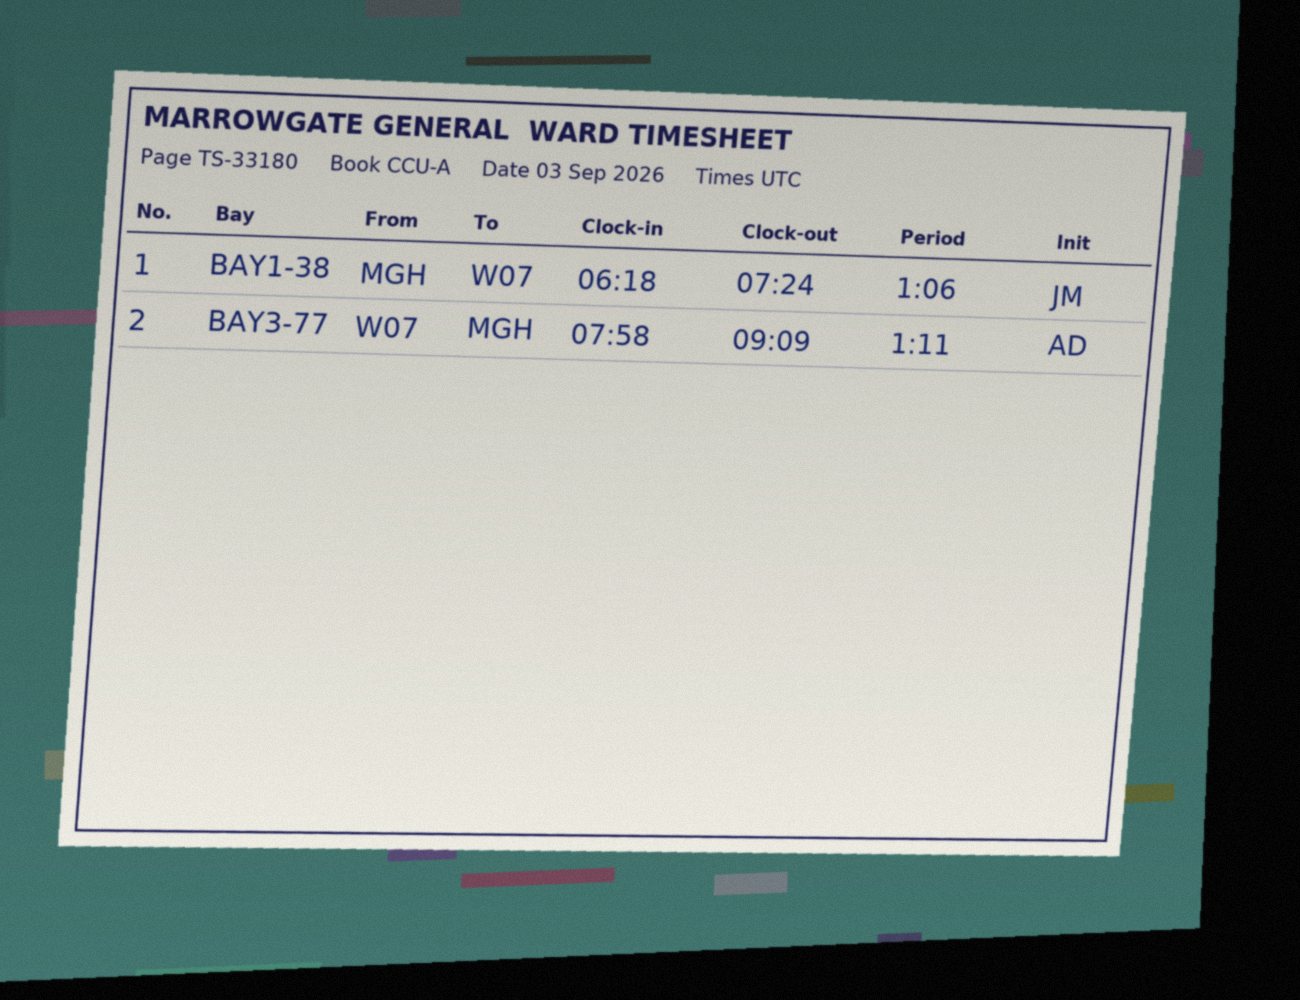 MARROWGATE GENERAL WARD TIMESHEET
Page TS-33180 Book CCU-A Date 03 Sep 2026 Times UTC
No. Bay From To Clock-in Clock-out Period Init
1 BAY1-38 MGH W07 06:18 07:24 1:06 JM
2 BAY3-77 W07 MGH 07:58 09:09 1:11 AD